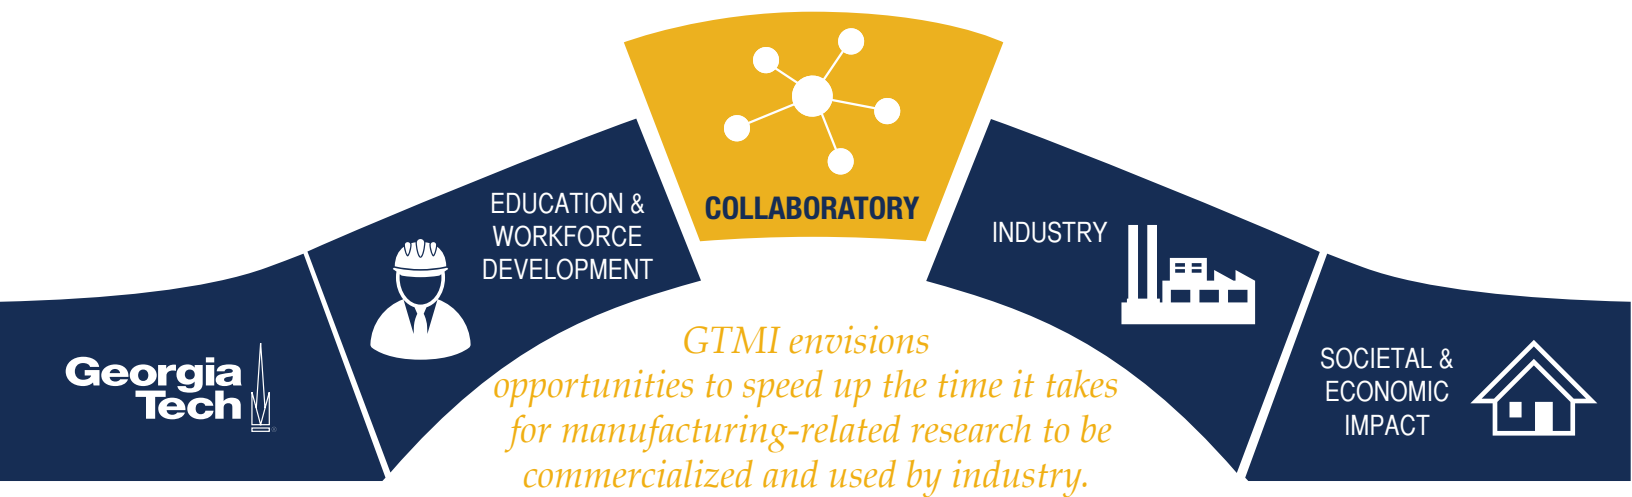 Georgia
Tech
EDUCATION &
WORKFORCE
DEVELOPMENT
COLLABORATORY
INDUSTRY
SOCIETAL &
ECONOMIC
IMPACT
GTMI envisions
opportunities to speed up the time it takes
for manufacturing-related research to be
commercialized and used by industry.